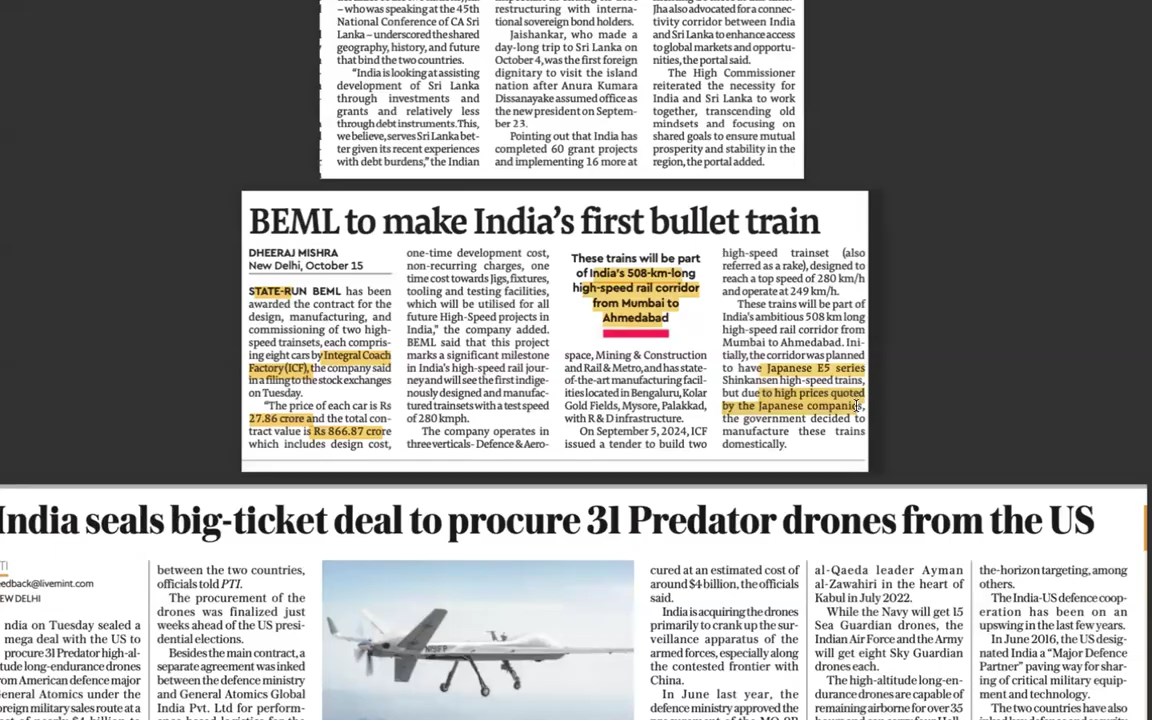 – who was speaking at the 45th
National Conference of CA Sri
Lanka – underscored the shared
geography, history, and future
that bind the two countries.
“India is looking at assisting
development of Sri Lanka
through investments and
grants and relatively less
through debt instruments. This,
we believe, serves Sri Lanka bet-
ter given its recent experiences
with debt burdens,” the Indian
restructuring with interna-
tional sovereign bond holders.
Jaishankar, who made a
day-long trip to Sri Lanka on
October 4, was the first foreign
dignitary to visit the island
nation after Anura Kumara
Dissanayake assumed office as
the new president on Septem-
ber 23.
Pointing out that India has
completed 60 grant projects
and implementing 16 more at
Jha also advocated for a connec-
tivity corridor between India
and Sri Lanka to enhance access
to global markets and opportu-
nities, the portal said.
The High Commissioner
reiterated the necessity for
India and Sri Lanka to work
together, transcending old
mindsets and focusing on
shared goals to ensure mutual
prosperity and stability in the
region, the portal added.
BEML to make India’s first bullet train
DHEERAJ MISHRA
New Delhi, October 15
STATE-RUN BEML has been
awarded the contract for the
design, manufacturing, and
commissioning of two high-
speed trainsets, each compris-
ing eight cars by Integral Coach
Factory (ICF), the company said
in a filing to the stock exchanges
on Tuesday.
“The price of each car is Rs
27.86 crore and the total con-
tract value is Rs 866.87 crore
which includes design cost,
one-time development cost,
non-recurring charges, one
time cost towards Jigs, fixtures,
tooling and testing facilities,
which will be utilised for all
future High-Speed projects in
India,” the company added.
BEML said that this project
marks a significant milestone
in India’s high-speed rail jour-
ney and will see the first indige-
nously designed and manufac-
tured trainsets with a test speed
of 280 kmph.
The company operates in
three verticals- Defence & Aero-
These trains will be part
of India’s 508-km-long
high-speed rail corridor
from Mumbai to
Ahmedabad
space, Mining & Construction
and Rail & Metro, and has state-
of-the-art manufacturing facil-
ities located in Bengaluru, Kolar
Gold Fields, Mysore, Palakkad,
with R & D infrastructure.
On September 5, 2024, ICF
issued a tender to build two
high-speed trainset (also
referred as a rake), designed to
reach a top speed of 280 km/h
and operate at 249 km/h.
These trains will be part of
India’s ambitious 508 km long
high-speed rail corridor from
Mumbai to Ahmedabad. Ini-
tially, the corridor was planned
to have Japanese E5 series
Shinkansen high-speed trains,
but due to high prices quoted
by the Japanese companies,
the government decided to
manufacture these trains
domestically.
India seals big-ticket deal to procure 31 Predator drones from the US
TI
eedback@livemint.com
EW DELHI
ndia on Tuesday sealed a
mega deal with the US to
procure 31 Predator high-al-
tude long-endurance drones
rom American defence major
General Atomics under the
oreign military sales route at a
between the two countries,
officials told PTI.
The procurement of the
drones was finalized just
weeks ahead of the US presi-
dential elections.
Besides the main contract, a
separate agreement was inked
between the defence ministry
and General Atomics Global
India Pvt. Ltd for perform-
N51FP
cured at an estimated cost of
around $4 billion, the officials
said.
India is acquiring the drones
primarily to crank up the sur-
veillance apparatus of the
armed forces, especially along
the contested frontier with
China.
In June last year, the
defence ministry approved the
al-Qaeda leader Ayman
al-Zawahiri in the heart of
Kabul in July 2022.
While the Navy will get 15
Sea Guardian drones, the
Indian Air Force and the Army
will get eight Sky Guardian
drones each.
The high-altitude long-en-
durance drones are capable of
remaining airborne for over 35
the-horizon targeting, among
others.
The India-US defence coop-
eration has been on an
upswing in the last few years.
In June 2016, the US desig-
nated India a “Major Defence
Partner” paving way for shar-
ing of critical military equip-
ment and technology.
The two countries have also